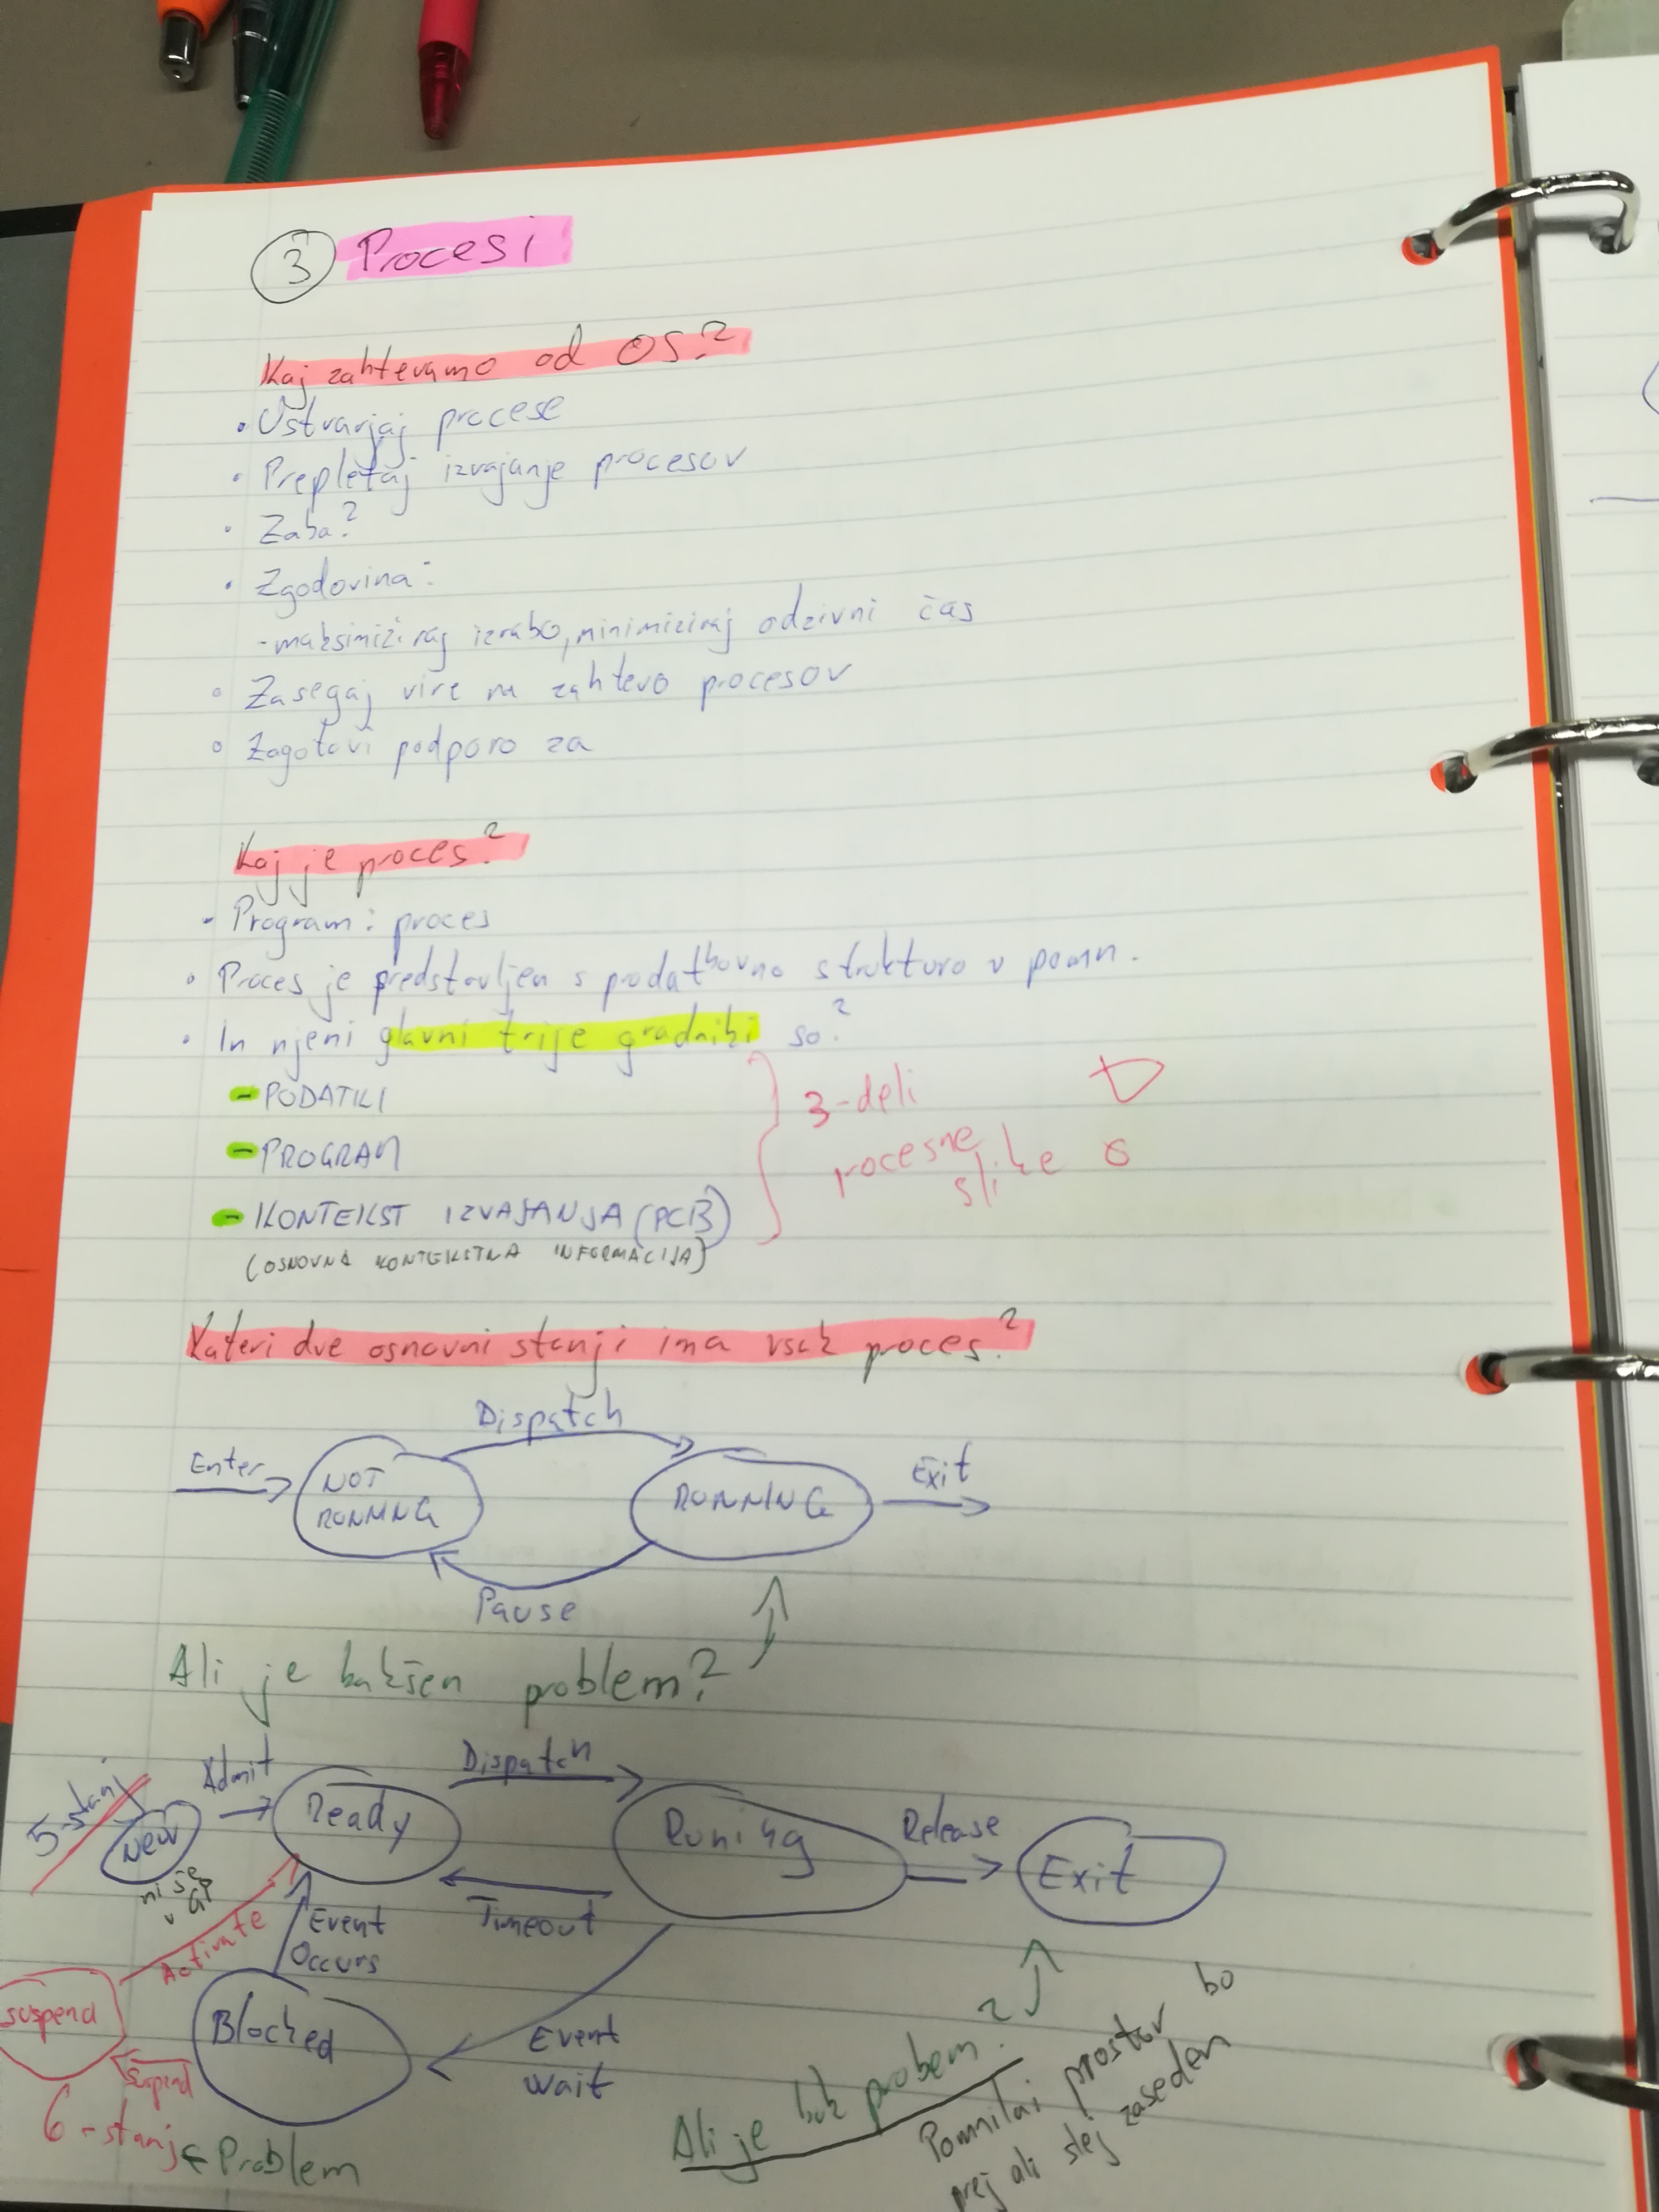 3 Procesi
Kaj zahtevamo od OS?
• Ustvarjaj procese
• Prepletaj izvajanje procesov
• Zaba?
• Zgodovina:
- maksimiziraj izrabo, minimiziraj odzivni čas
• Zasegaj vire na zahtevo procesov
• Zagotovi podporo za
Kaj je proces?
• Program: proces
• Proces je predstavljen s podatkovno strukturo v pomn.
• In njeni glavni trije gradniki so?
- PODATKI
- PROGRAM
- KONTEKST IZVAJANJA (PCB)
(OSNOVNA KONTEKSTNA INFORMACIJA)
3-deli
procesne
slike
Kateri dve osnovni stanji ima vsak proces?
Dispatch
Enter
NOT
RUNNING
RUNNING
Exit
Pause
Ali je kakšen problem?
5-stanj
New
ni še
v GP
Admit
Ready
Dispatch
Runing
Release
Exit
Timeout
Activate
Event
Occurs
suspend
Suspend
Blocked
Event
Wait
6-stanj
Problem
Ali je kak probem?
Pomnilni prostor bo
prej ali slej zaseden